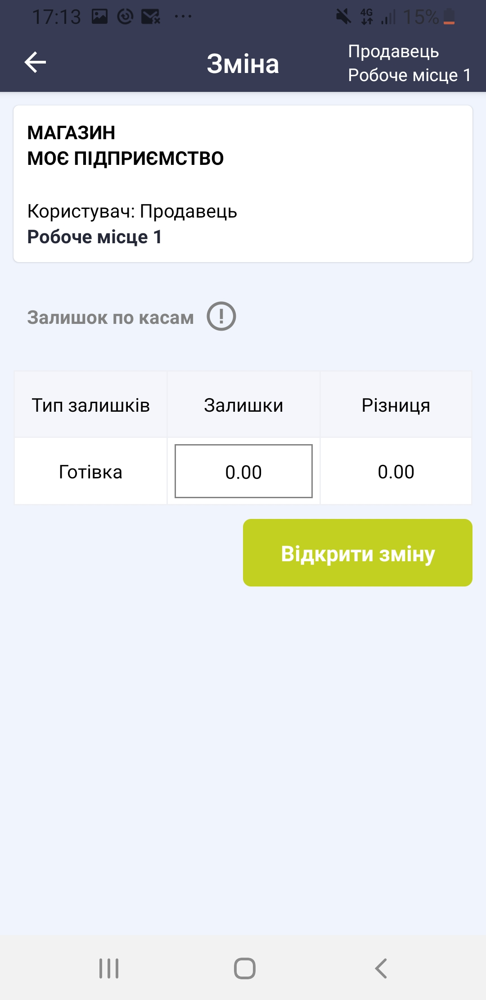 17:13 4G 15%
Зміна
Продавець
Робоче місце 1
МАГАЗИН
МОЄ ПІДПРИЄМСТВО
Користувач: Продавець
Робоче місце 1
Залишок по касам
Тип залишків Залишки Різниця
Готівка 0.00 0.00
Відкрити зміну